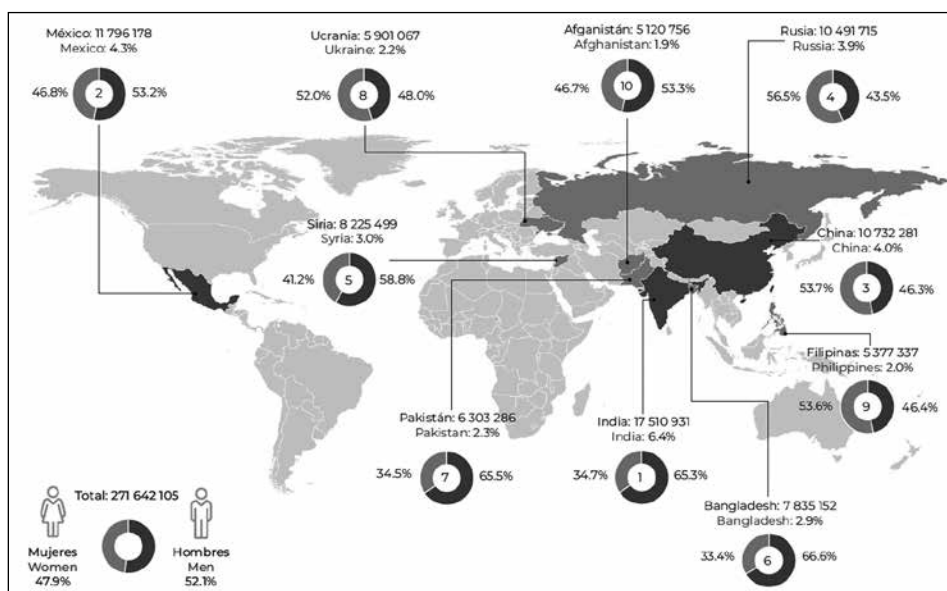 México: 11 796 178
Mexico: 4.3%
46.8% 2 53.2%
Ucrania: 5 901 067
Ukraine: 2.2%
52.0% 8 48.0%
Afganistán: 5 120 756
Afghanistan: 1.9%
46.7% 10 53.3%
Rusia: 10 491 715
Russia: 3.9%
56.5% 4 43.5%
Siria: 8 225 499
Syria: 3.0%
41.2% 5 58.8%
China: 10 732 281
China: 4.0%
53.7% 3 46.3%
Filipinas: 5 377 337
Philippines: 2.0%
53.6% 9 46.4%
Pakistán: 6 303 286
Pakistan: 2.3%
34.5% 7 65.5%
India: 17 510 931
India: 6.4%
34.7% 1 65.3%
Bangladesh: 7 835 152
Bangladesh: 2.9%
33.4% 6 66.6%
Total: 271 642 105
Mujeres
Women
47.9%
Hombres
Men
52.1%